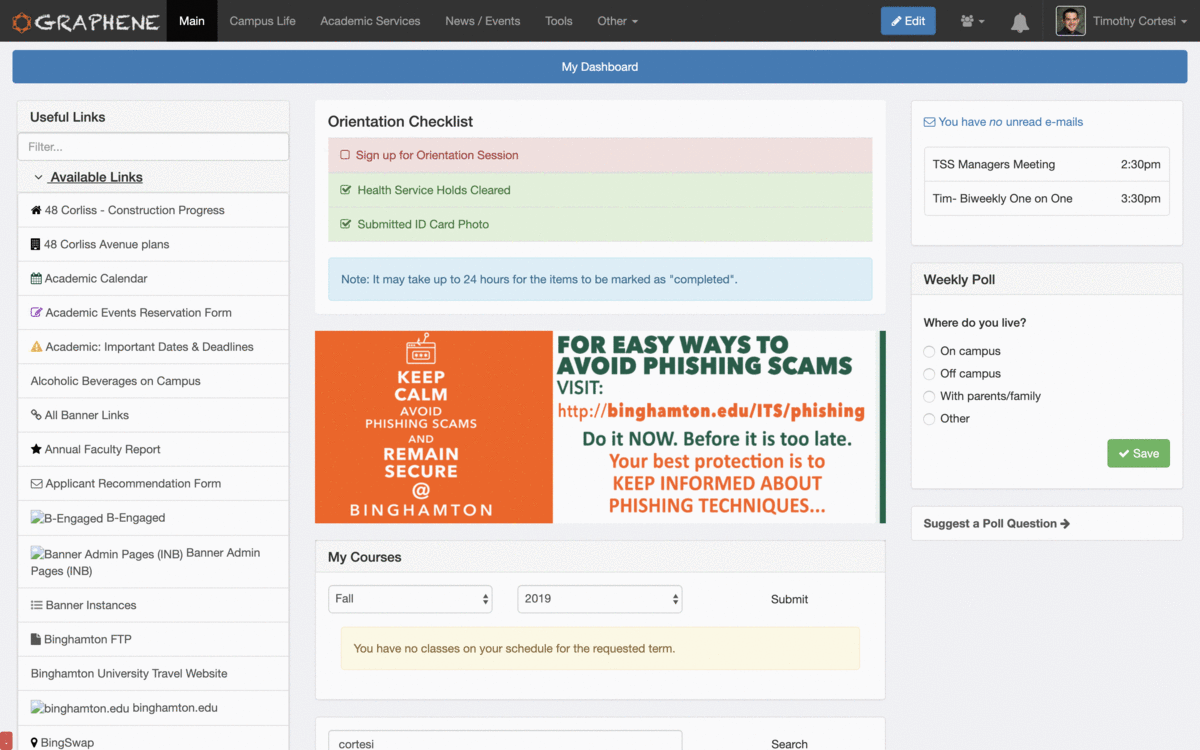 GRAPHENE Main Campus Life Academic Services News / Events Tools Other Edit Timothy Cortesi
My Dashboard
Useful Links
Filter...
Available Links
48 Corliss - Construction Progress
48 Corliss Avenue plans
Academic Calendar
Academic Events Reservation Form
Academic: Important Dates & Deadlines
Alcoholic Beverages on Campus
All Banner Links
Annual Faculty Report
Applicant Recommendation Form
B-Engaged B-Engaged
Banner Admin Pages (INB) Banner Admin
Pages (INB)
Banner Instances
Binghamton FTP
Binghamton University Travel Website
binghamton.edu binghamton.edu
BingSwap
Orientation Checklist
Sign up for Orientation Session
Health Service Holds Cleared
Submitted ID Card Photo
Note: It may take up to 24 hours for the items to be marked as "completed".
KEEP
CALM
AVOID
PHISHING SCAMS
AND
REMAIN
SECURE
@
BINGHAMTON
FOR EASY WAYS TO
AVOID PHISHING SCAMS
VISIT:
http://binghamton.edu/ITS/phishing
Do it NOW. Before it is too late.
Your best protection is to
KEEP INFORMED ABOUT
PHISHING TECHNIQUES...
My Courses
Fall 2019 Submit
You have no classes on your schedule for the requested term.
cortesi Search
You have no unread e-mails
TSS Managers Meeting 2:30pm
Tim- Biweekly One on One 3:30pm
Weekly Poll
Where do you live?
On campus
Off campus
With parents/family
Other
Save
Suggest a Poll Question